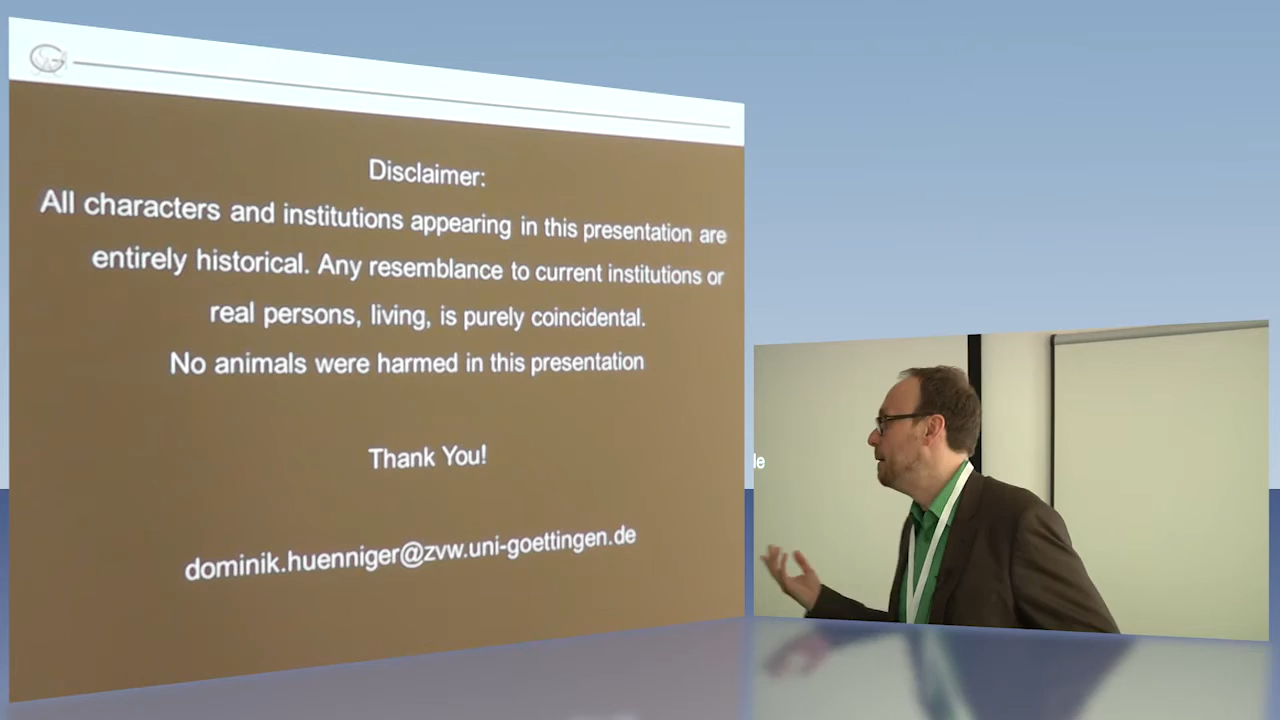 Disclaimer:
All characters and institutions appearing in this presentation are
entirely historical. Any resemblance to current institutions or
real persons, living, is purely coincidental.
No animals were harmed in this presentation
Thank You!
dominik.huenniger@zvw.uni-goettingen.de
le